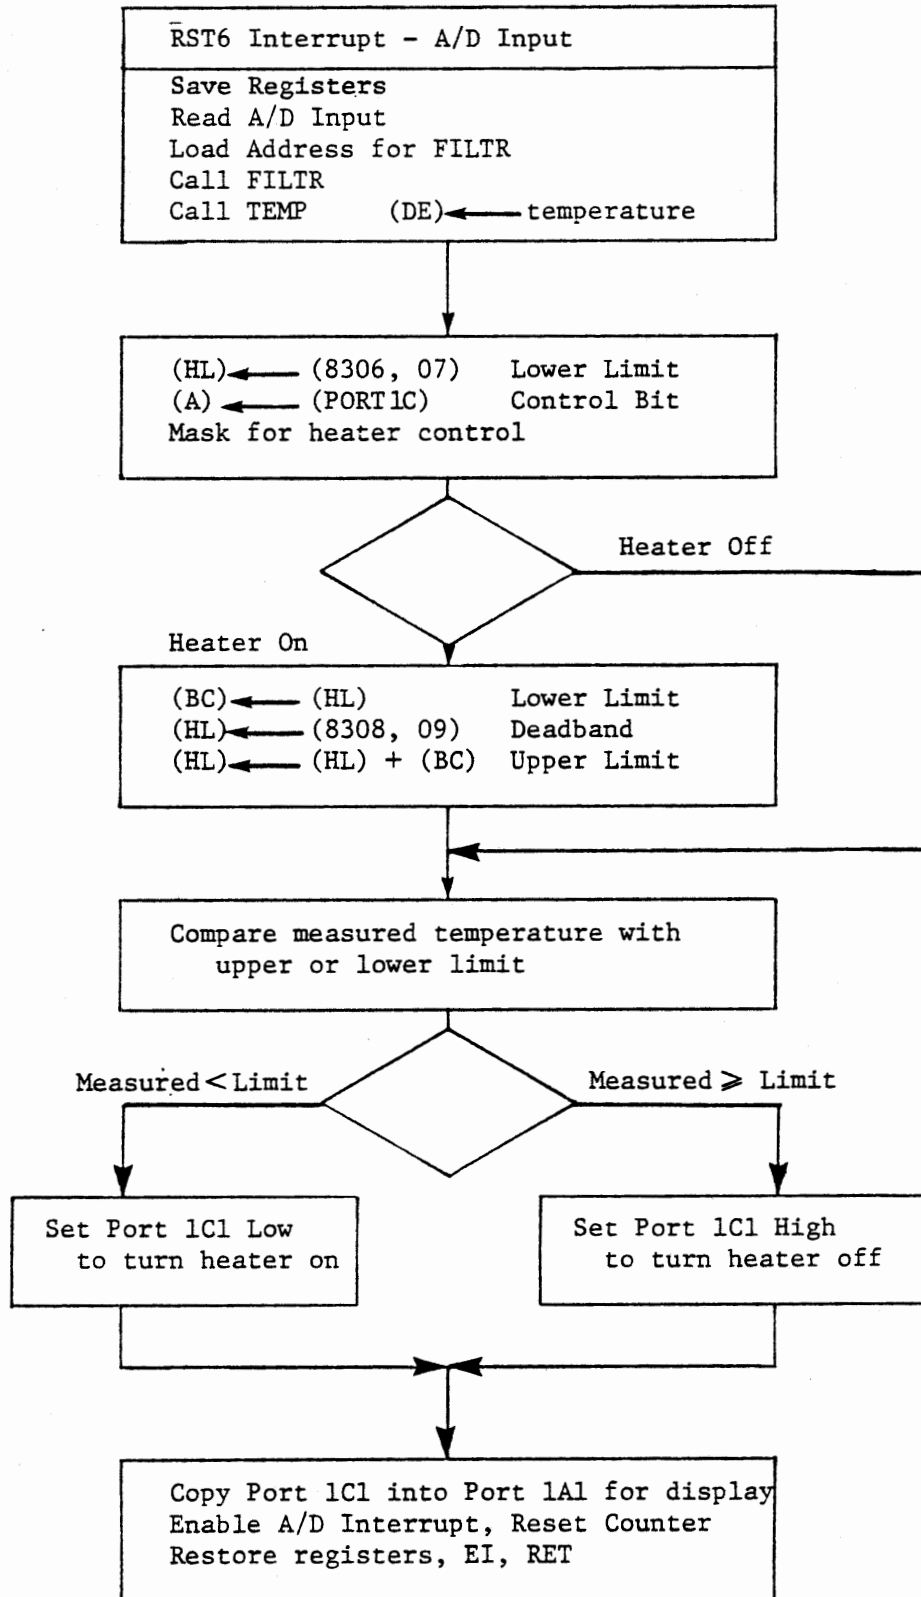 RST6 Interrupt - A/D Input
Save Registers
Read A/D Input
Load Address for FILTR
Call FILTR
Call TEMP (DE) temperature
(HL) (8306, 07) Lower Limit
(A) (PORT1C) Control Bit
Mask for heater control
Heater Off
Heater On
(BC) (HL) Lower Limit
(HL) (8308, 09) Deadband
(HL) (HL) + (BC) Upper Limit
Compare measured temperature with
upper or lower limit
Measured < Limit
Measured ⩾ Limit
Set Port 1C1 Low
to turn heater on
Set Port 1C1 High
to turn heater off
Copy Port 1C1 into Port 1A1 for display
Enable A/D Interrupt, Reset Counter
Restore registers, EI, RET